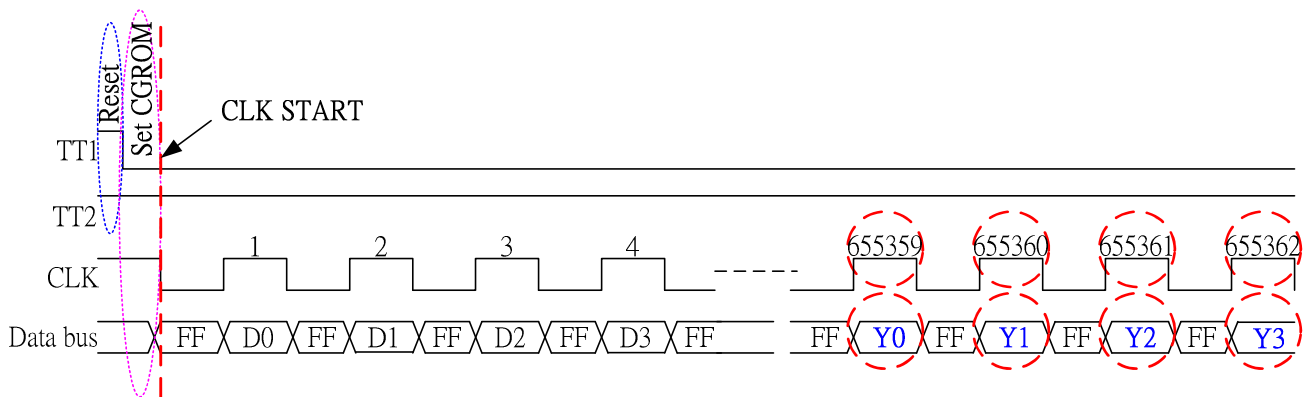 Reset
Set CGROM
CLK START
TT1
TT2
1 2 3 4 655359 655360 655361 655362
CLK
Data bus FF D0 FF D1 FF D2 FF D3 FF FF Y0 FF Y1 FF Y2 FF Y3